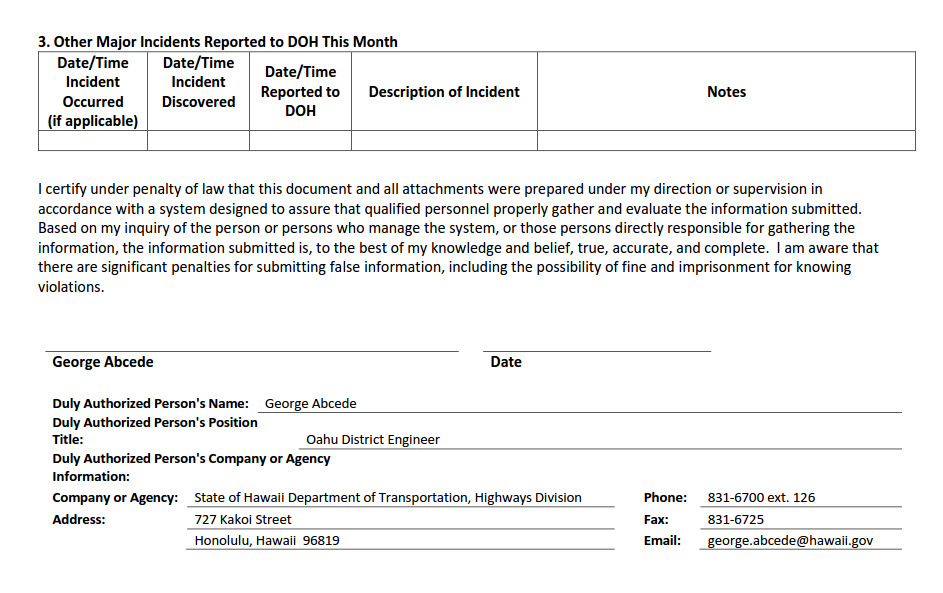 3. Other Major Incidents Reported to DOH This Month
Date/Time Incident Occurred (if applicable)
Date/Time Incident Discovered
Date/Time Reported to DOH
Description of Incident
Notes
I certify under penalty of law that this document and all attachments were prepared under my direction or supervision in
accordance with a system designed to assure that qualified personnel properly gather and evaluate the information submitted.
Based on my inquiry of the person or persons who manage the system, or those persons directly responsible for gathering the
information, the information submitted is, to the best of my knowledge and belief, true, accurate, and complete.  I am aware that
there are significant penalties for submitting false information, including the possibility of fine and imprisonment for knowing
violations.
George Abcede
Date
Duly Authorized Person's Name: George Abcede
Duly Authorized Person's Position
Title: Oahu District Engineer
Duly Authorized Person's Company or Agency
Information:
Company or Agency: State of Hawaii Department of Transportation, Highways Division Phone: 831-6700 ext. 126
Address: 727 Kakoi Street Fax: 831-6725
Honolulu, Hawaii  96819 Email: george.abcede@hawaii.gov